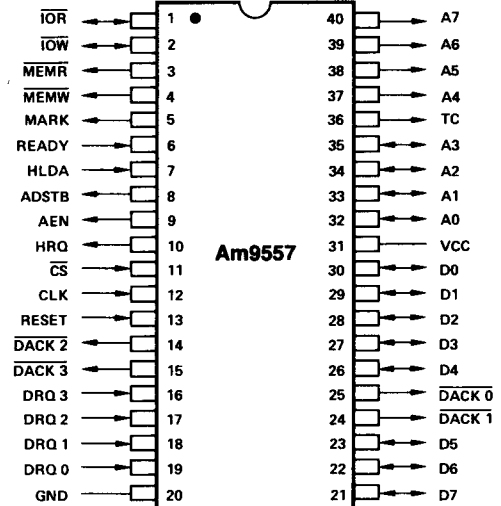 IOR 1 40 A7
IOW 2 39 A6
MEMR 3 38 A5
MEMW 4 37 A4
MARK 5 36 TC
READY 6 35 A3
HLDA 7 34 A2
ADSTB 8 33 A1
AEN 9 32 A0
HRQ 10 31 VCC
Am9557
CS 11 30 D0
CLK 12 29 D1
RESET 13 28 D2
DACK 2 14 27 D3
DACK 3 15 26 D4
DRQ 3 16 25 DACK 0
DRQ 2 17 24 DACK 1
DRQ 1 18 23 D5
DRQ 0 19 22 D6
GND 20 21 D7